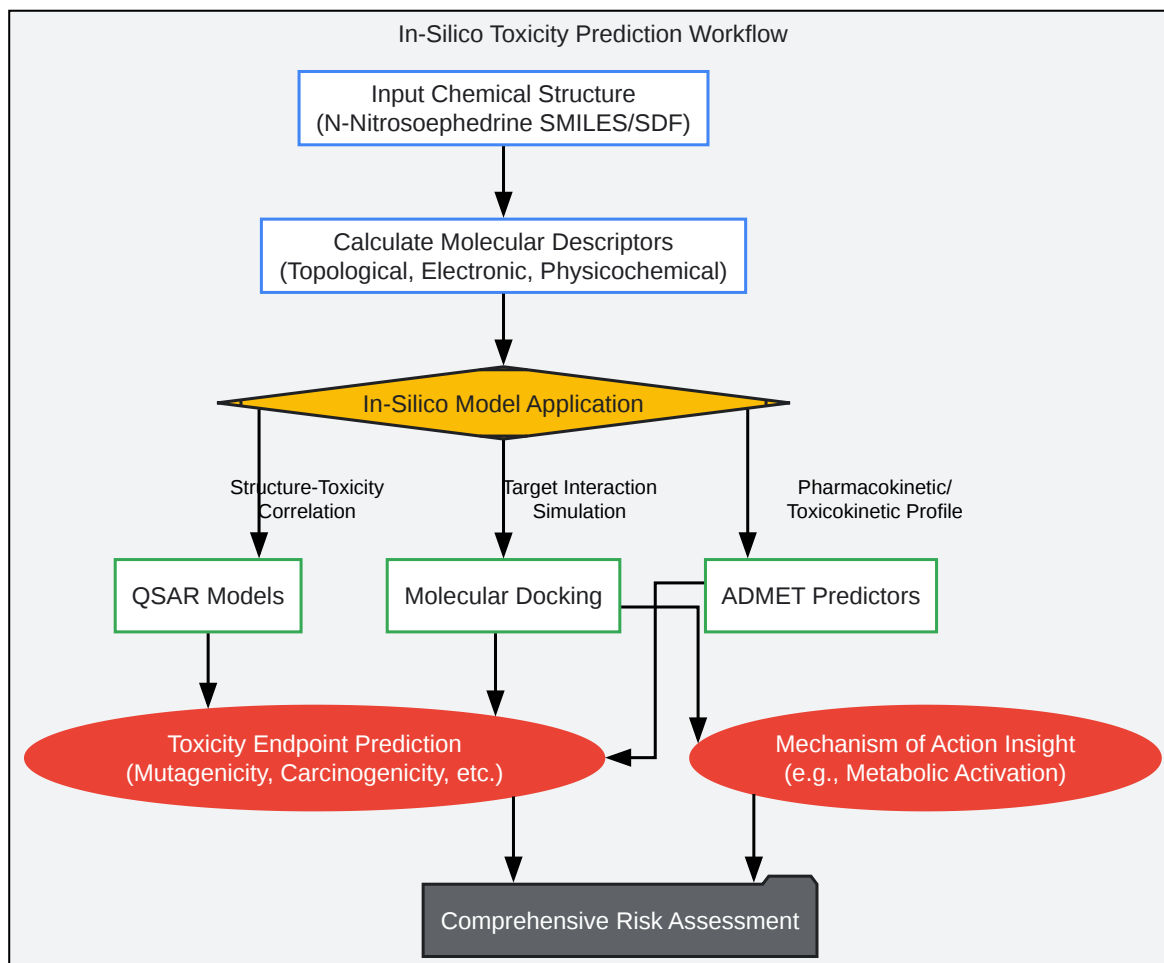 In-Silico Toxicity Prediction Workflow
Input Chemical Structure
(N-Nitrosoephedrine SMILES/SDF)
Calculate Molecular Descriptors
(Topological, Electronic, Physicochemical)
In-Silico Model Application
Structure-Toxicity
Correlation
Target Interaction
Simulation
Pharmacokinetic/
Toxicokinetic Profile
QSAR Models
Molecular Docking
ADMET Predictors
Toxicity Endpoint Prediction
(Mutagenicity, Carcinogenicity, etc.)
Mechanism of Action Insight
(e.g., Metabolic Activation)
Comprehensive Risk Assessment